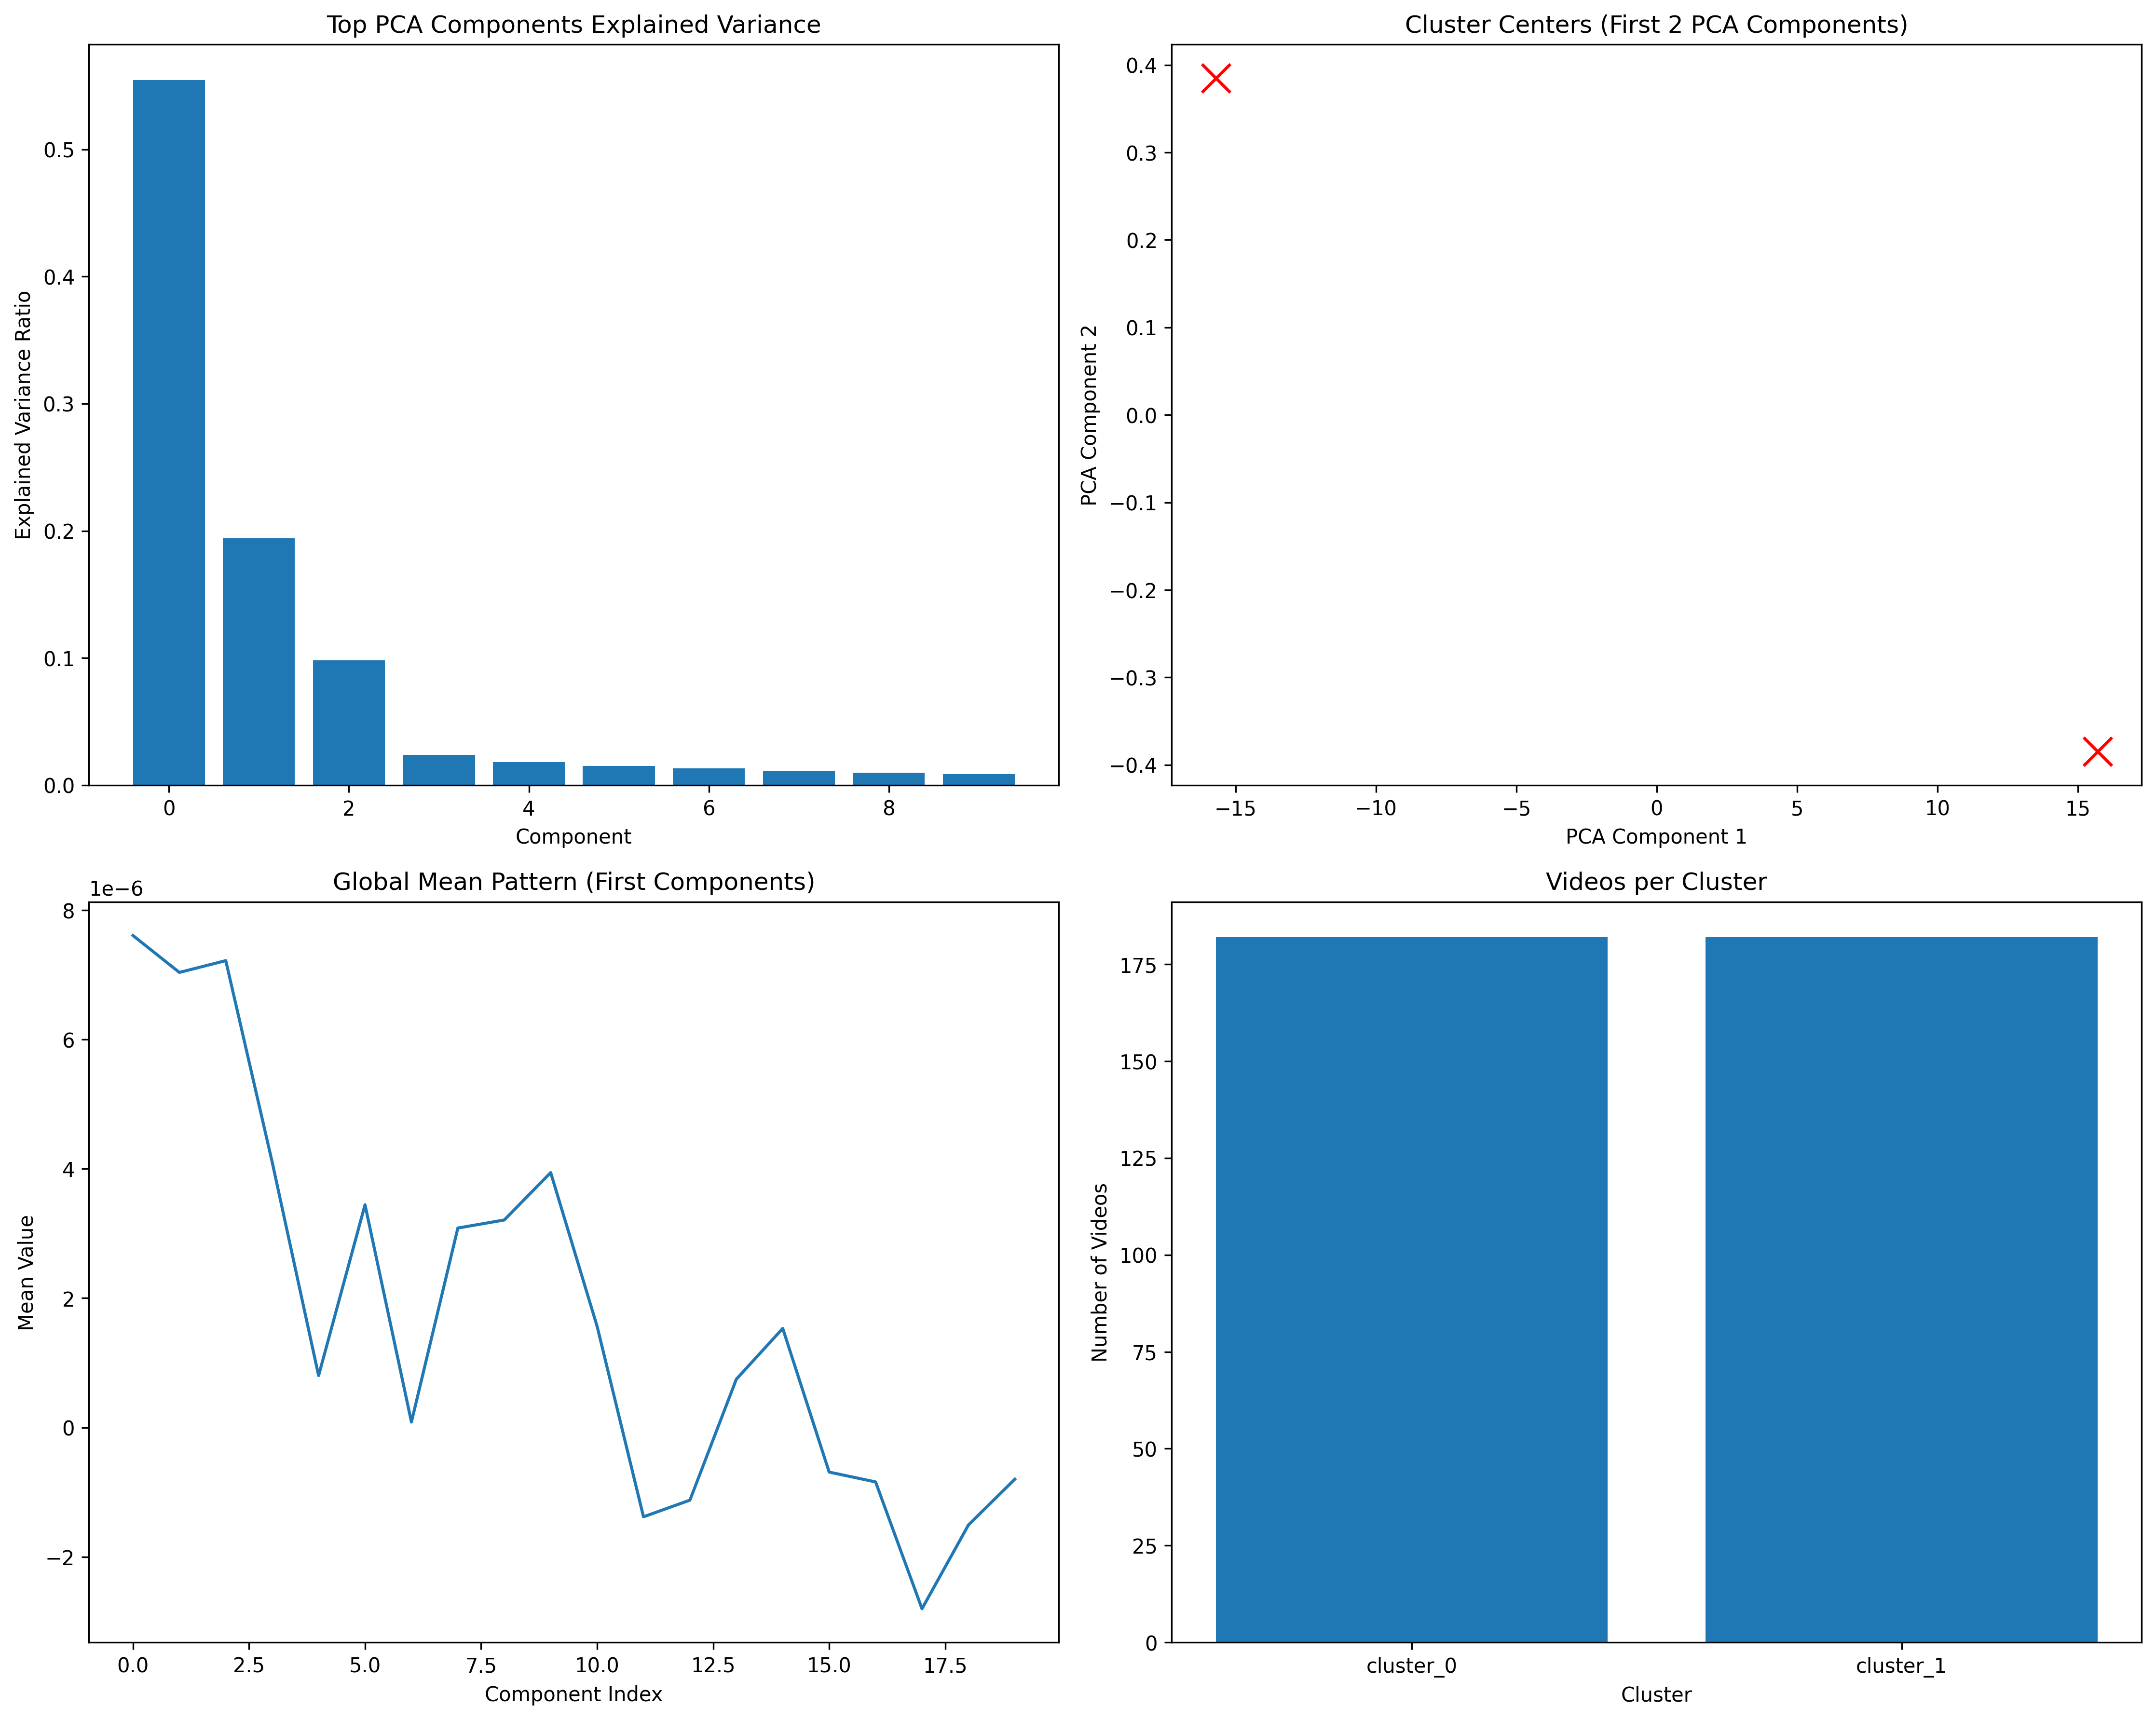 Top PCA Components Explained Variance
Explained Variance Ratio
0.5
0.4
0.3
0.2
0.1
0.0
0 2 4 6 8
Component
Cluster Centers (First 2 PCA Components)
PCA Component 2
0.4
0.3
0.2
0.1
0.0
−0.1
−0.2
−0.3
−0.4
−15 −10 −5 0 5 10 15
PCA Component 1
Global Mean Pattern (First Components)
1e−6
Mean Value
8
6
4
2
0
−2
0.0 2.5 5.0 7.5 10.0 12.5 15.0 17.5
Component Index
Videos per Cluster
Number of Videos
175
150
125
100
75
50
25
0
cluster_0 cluster_1
Cluster